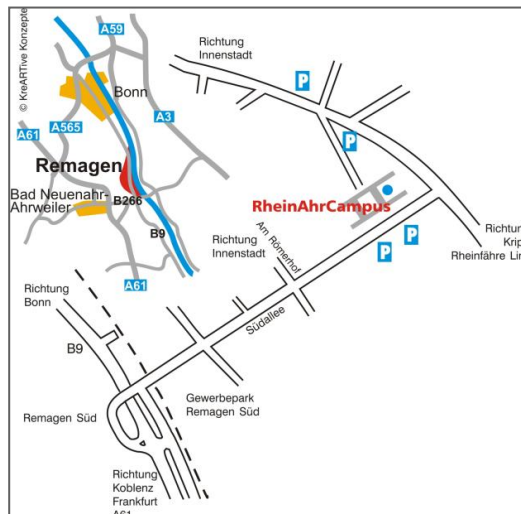 © KreARTive Konzepte
A59
Bonn
A565
A3
A61
Remagen
Bad Neuenahr-
Ahrweiler
B266
B9
A61
Richtung
Innenstadt
P
P
RheinAhrCampus
Richtung
Innenstadt
Am Römerhof
P
P
Südallee
Richtung
Bonn
B9
Remagen Süd
Gewerbepark
Remagen Süd
Richtung
Koblenz
Frankfurt
A61